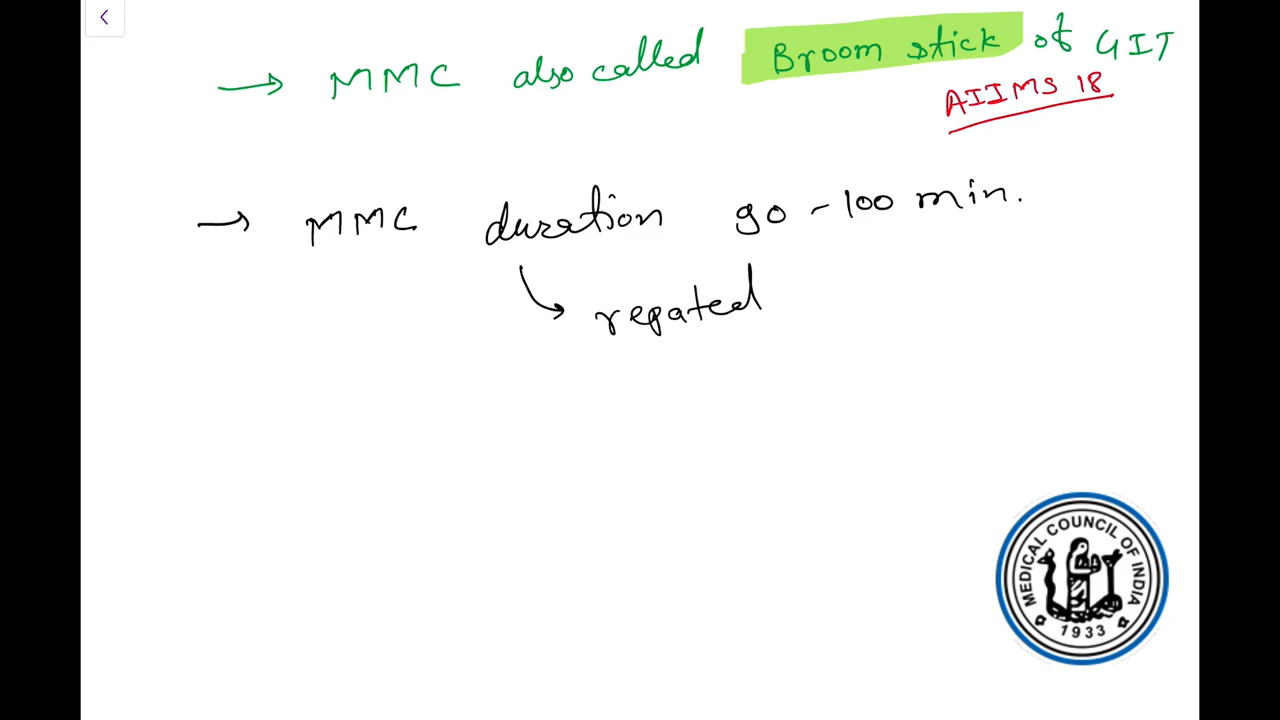 → MMC also called Broom stick of GIT
AIIMS 18
→ MMC duration 90 - 100 min.
↳ regated
MEDICAL COUNCIL OF INDIA
1933